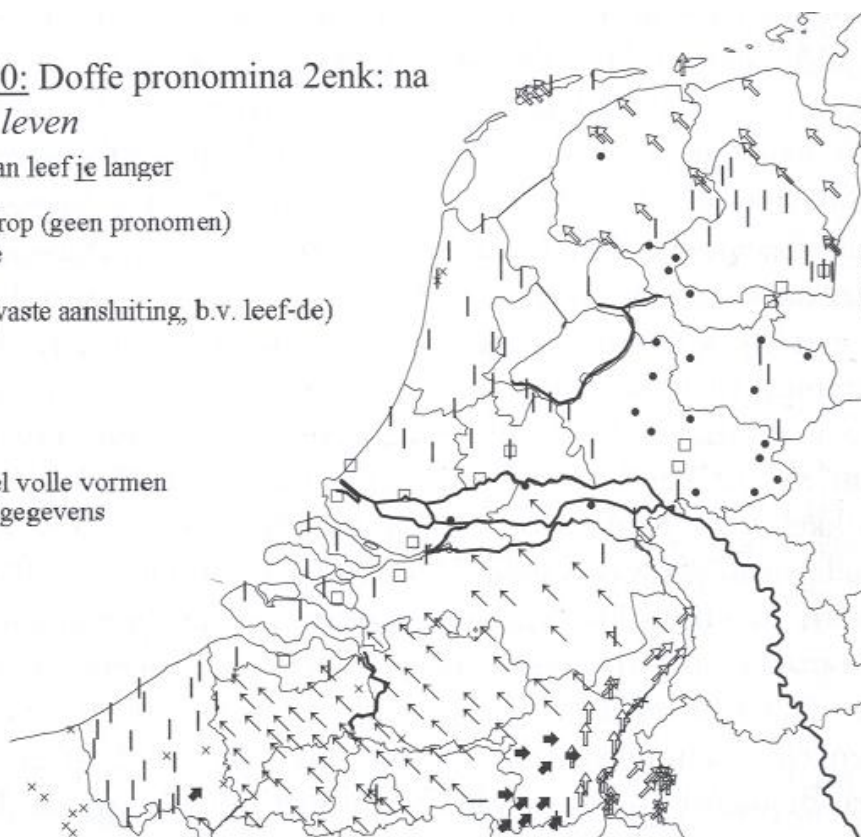 0: Doffe pronomina 2enk: na
leven
an leef je langer
rop (geen pronomen)
e
vaste aansluiting, b.v. leef-de)
el volle vormen
gegevens